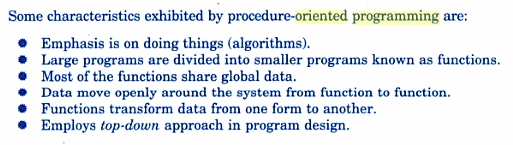 Some characteristics exhibited by procedure-oriented programming are:
Emphasis is on doing things (algorithms).
Large programs are divided into smaller programs known as functions.
Most of the functions share global data.
Data move openly around the system from function to function.
Functions transform data from one form to another.
Employs top-down approach in program design.